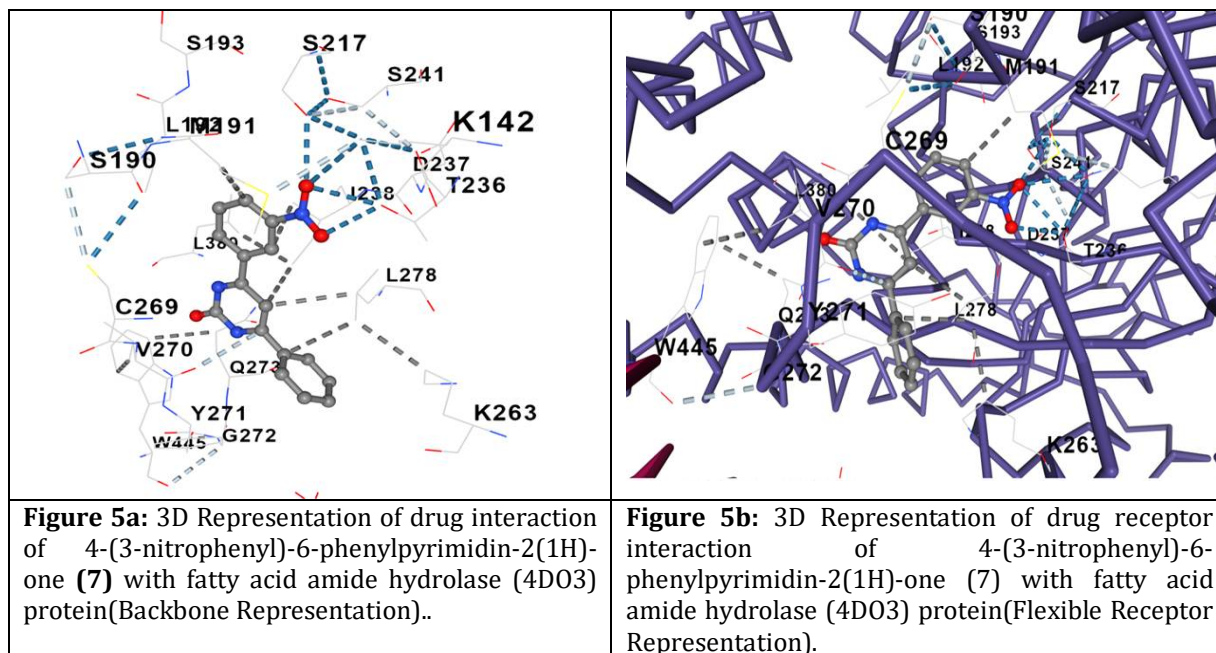 S193
S217
S241
K142
L192
M191
S190
D237
T236
I238
L380
L278
C269
V270
Q273
Y271
G272
K263
W445
S190
S193
L192
M191
S217
C269
S241
L380
V270
D237
T236
Y271
L278
W445
K263
Figure 5a: 3D Representation of drug interaction
of 4-(3-nitrophenyl)-6-phenylpyrimidin-2(1H)-
one (7) with fatty acid amide hydrolase (4DO3)
protein(Backbone Representation)..
Figure 5b: 3D Representation of drug receptor
interaction of 4-(3-nitrophenyl)-6-
phenylpyrimidin-2(1H)-one (7) with fatty acid
amide hydrolase (4DO3) protein(Flexible Receptor
Representation).